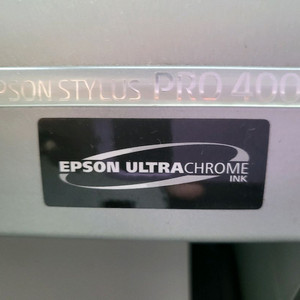 PSON STYLUS PRO 400
EPSON ULTRACHROME
INK